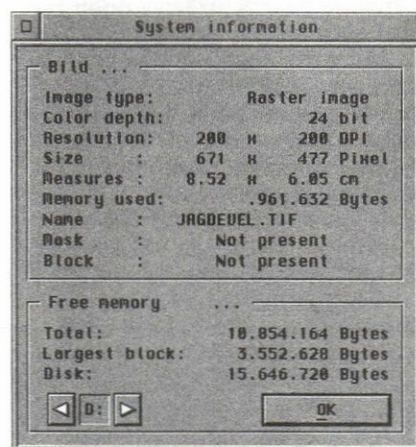 System information
Bild ...
Image type: Raster image
Color depth: 24 bit
Resolution: 200 x 200 DPI
Size : 671 x 477 Pixel
Measures : 8.52 x 6.05 cm
Memory used: .961.632 Bytes
Name : JAGDEVEL.TIF
Mask : Not present
Block : Not present
Free memory ...
Total: 10.854.164 Bytes
Largest block: 3.552.628 Bytes
Disk: 15.646.720 Bytes
D: OK